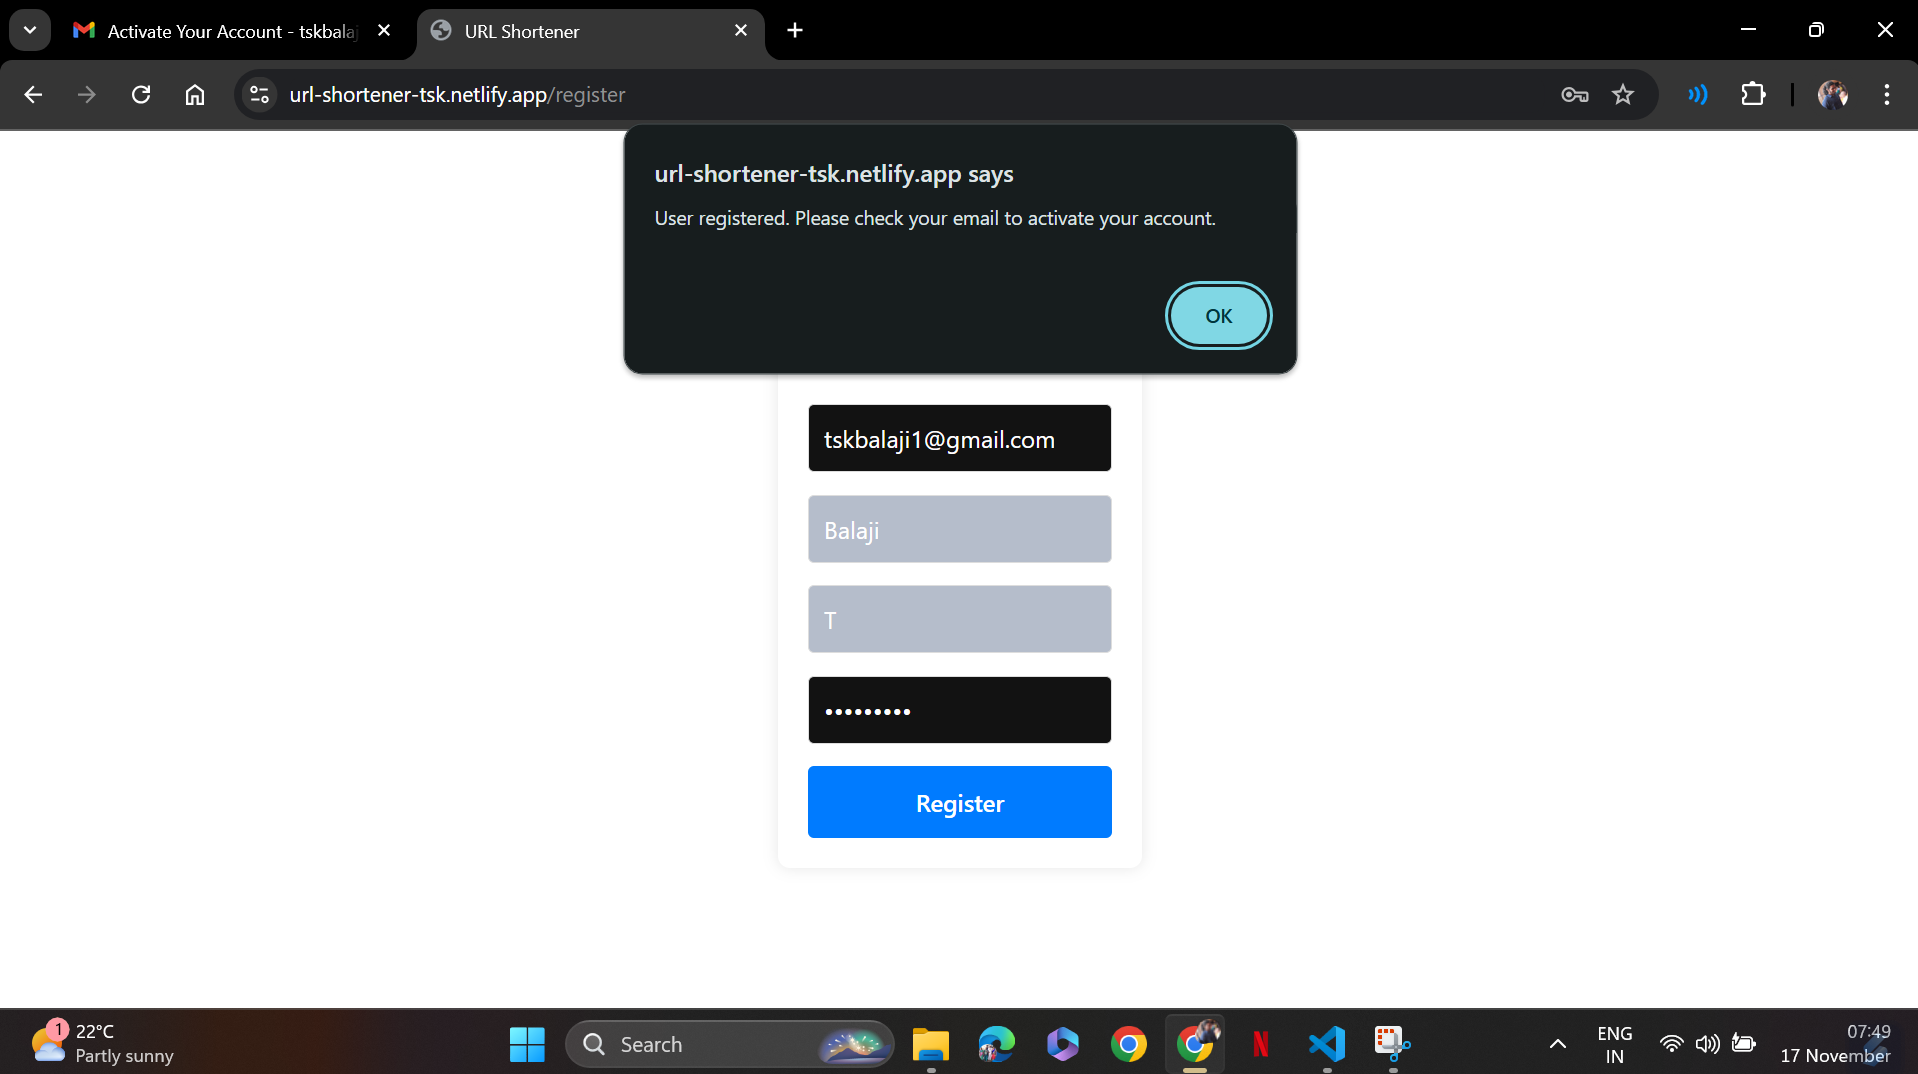 Activate Your Account - tskbalaj
URL Shortener
url-shortener-tsk.netlify.app/register
url-shortener-tsk.netlify.app says
User registered. Please check your email to activate your account.
OK
tskbalaji1@gmail.com
Balaji
T
•••••••••
Register
1
22°C
Partly sunny
Search
N
ENG
IN
07:49
17 November